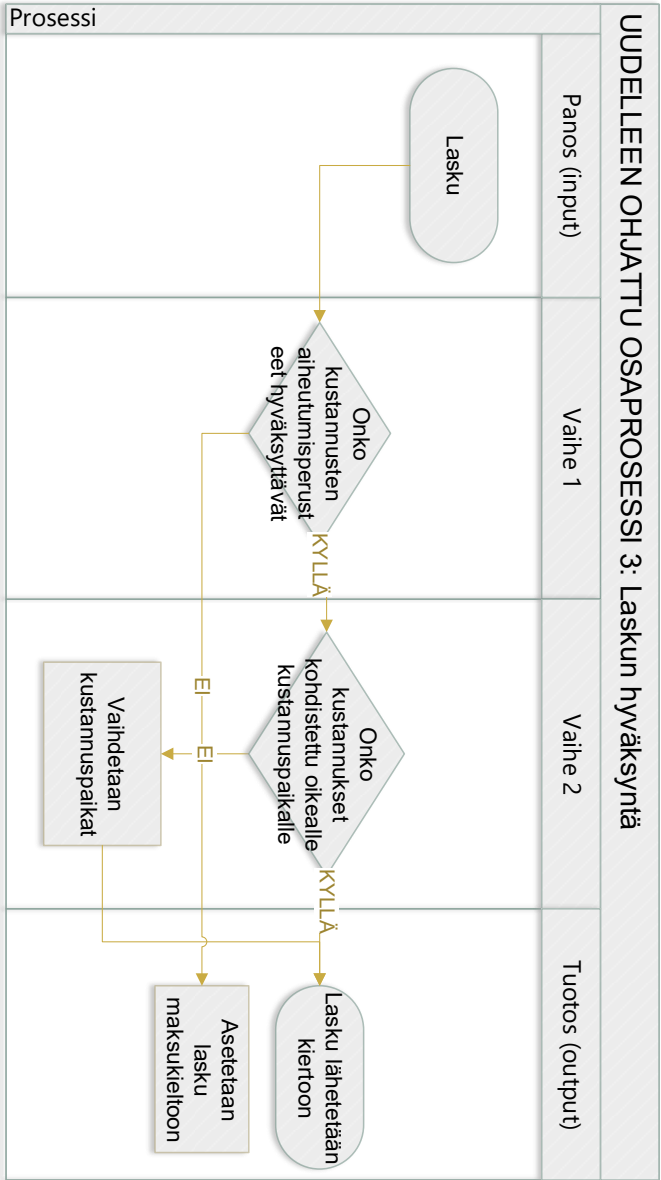 UUDELLEEN OHJATTU OSAPROSESSI 3: Laskun hyväksyntä
Panos (input)
Vaihe 1
Vaihe 2
Tuotos (output)
Prosessi
Lasku
Onko
kustannusten
aiheutumisperust
eet hyväksyttävät
KYLLÄ
EI
Onko
kustannukset
kohdistettu oikealle
kustannuspaikalle
KYLLÄ
EI
Vaihdetaan
kustannuspaikat
Lasku lähetetään
kiertoon
Asetetaan
lasku
maksukieltoon